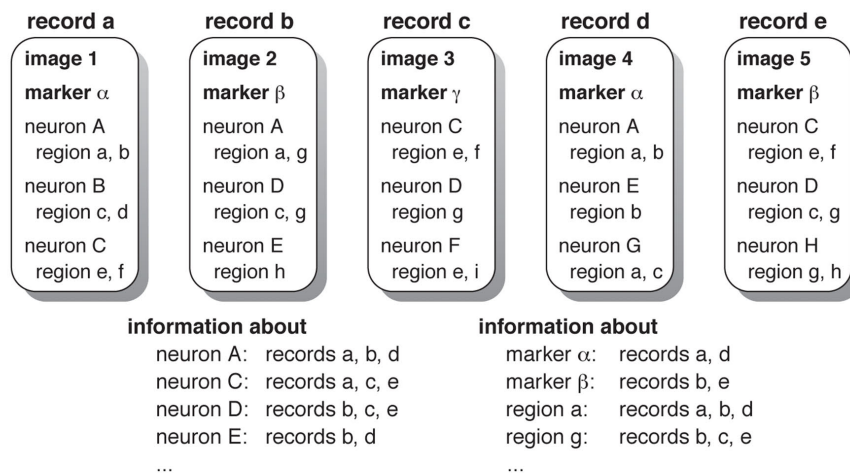 record a
image 1
marker α
neuron A
region a, b
neuron B
region c, d
neuron C
region e, f
record b
image 2
marker β
neuron A
region a, g
neuron D
region c, g
neuron E
region h
record c
image 3
marker γ
neuron C
region e, f
neuron D
region g
neuron F
region e, i
record d
image 4
marker α
neuron A
region a, b
neuron E
region b
neuron G
region a, c
record e
image 5
marker β
neuron C
region e, f
neuron D
region c, g
neuron H
region g, h
information about
neuron A: records a, b, d
neuron C: records a, c, e
neuron D: records b, c, e
neuron E: records b, d
...
information about
marker α: records a, d
marker β: records b, e
region a: records a, b, d
region g: records b, c, e
...